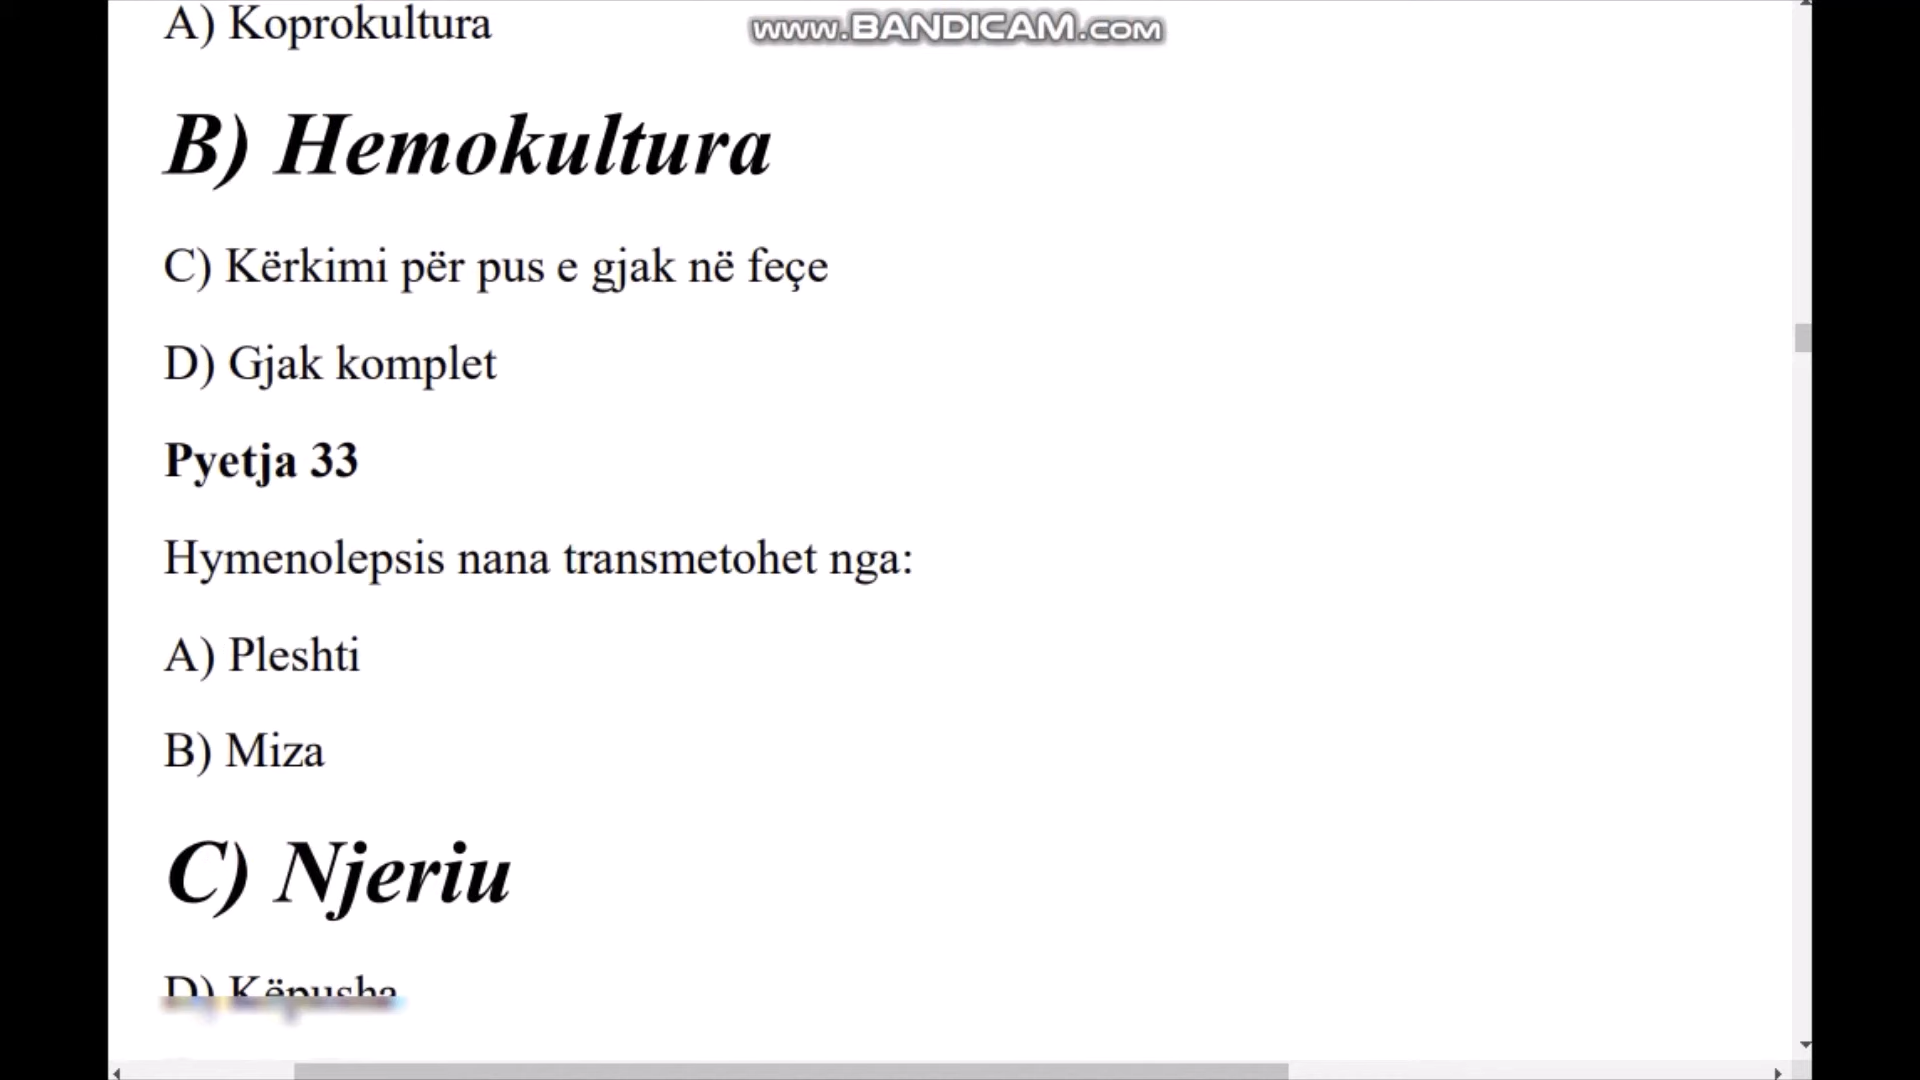 www.BANDICAM.com
A) Koprokultura
B) Hemokultura
C) Kërkimi për pus e gjak në feçe
D) Gjak komplet
Pyetja 33
Hymenolepsis nana transmetohet nga:
A) Pleshti
B) Miza
C) Njeriu
D) Këpusha